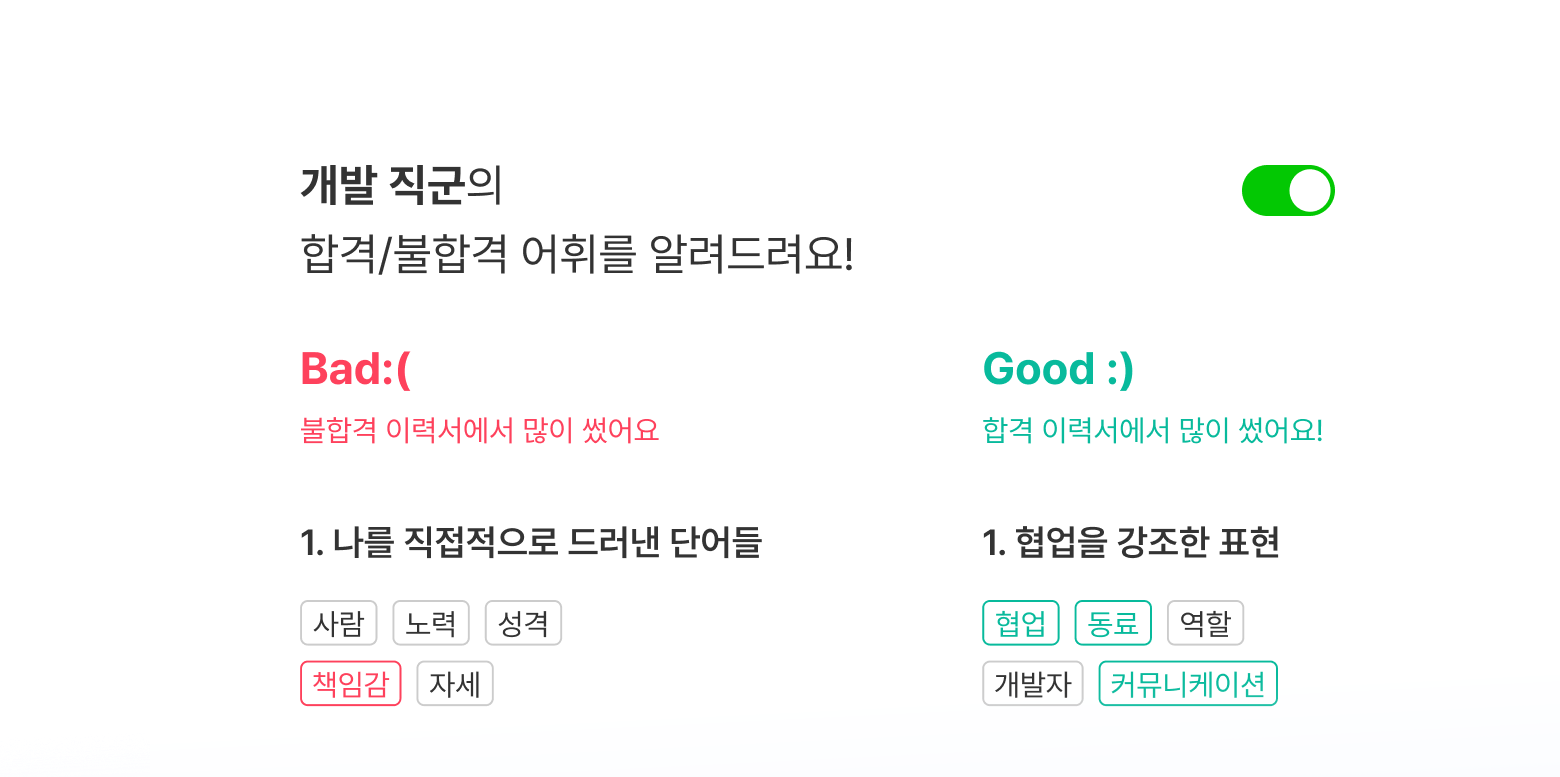 개발 직군의
합격/불합격 어휘를 알려드려요!
Bad:(
불합격 이력서에서 많이 썼어요
1. 나를 직접적으로 드러낸 단어들
사람 노력 성격
책임감 자세
Good :)
합격 이력서에서 많이 썼어요!
1. 협업을 강조한 표현
협업 동료 역할
개발자 커뮤니케이션